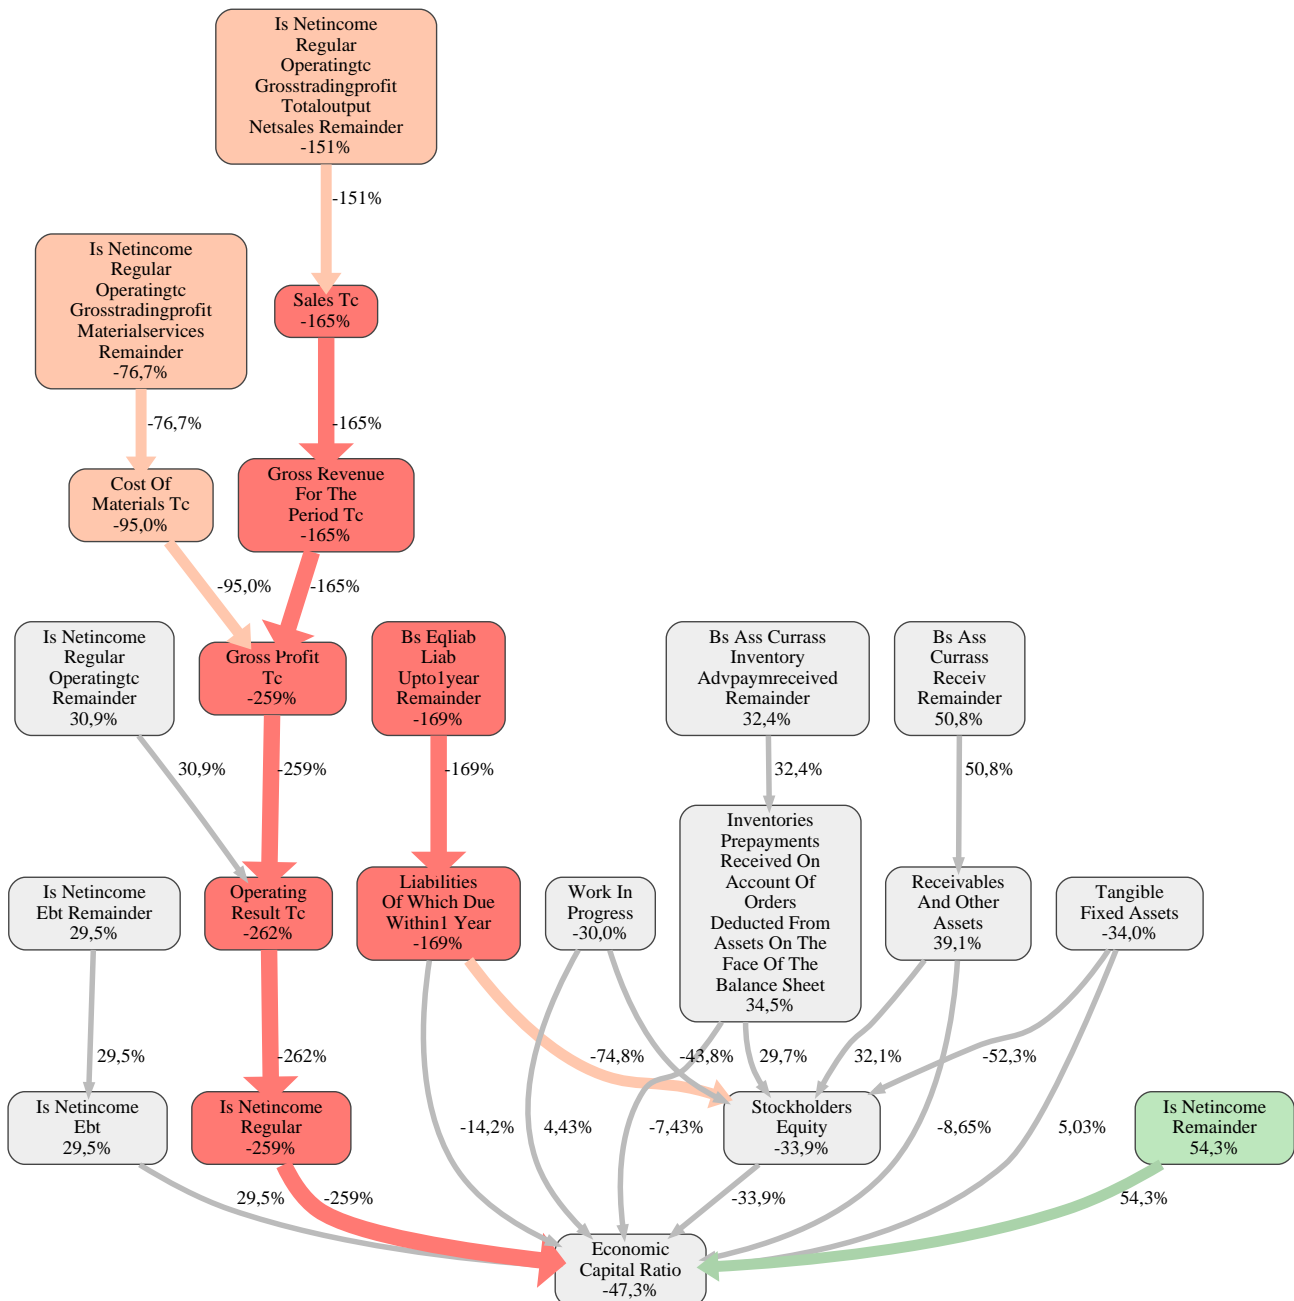 Is Netincome
Regular
Operatingtc
Grosstradingprofit
Totaloutput
Netsales Remainder
-151%
-151%
Is Netincome
Regular
Operatingtc
Grosstradingprofit
Materialservices
Remainder
-76,7%
Sales Tc
-165%
-76,7%
-165%
Cost Of
Materials Tc
-95,0%
Gross Revenue
For The
Period Tc
-165%
-95,0%
-165%
Is Netincome
Regular
Operatingtc
Remainder
30,9%
Gross Profit
Tc
-259%
Bs Eqliab
Liab
Upto1year
Remainder
-169%
Bs Ass Currass
Inventory
Advpaymreceived
Remainder
32,4%
Bs Ass
Currass
Receiv
Remainder
50,8%
30,9%
-259%
-169%
32,4%
50,8%
Is Netincome
Ebt Remainder
29,5%
Operating
Result Tc
-262%
Liabilities
Of Which Due
Within1 Year
-169%
Work In
Progress
-30,0%
Inventories
Prepayments
Received On
Account Of
Orders
Deducted From
Assets On The
Face Of The
Balance Sheet
34,5%
Receivables
And Other
Assets
39,1%
Tangible
Fixed Assets
-34,0%
29,5%
-262%
-74,8%
-43,8%
29,7%
32,1%
-52,3%
Is Netincome
Ebt
29,5%
Is Netincome
Regular
-259%
-14,2%
4,43%
-7,43%
Stockholders
Equity
-33,9%
-8,65%
5,03%
Is Netincome
Remainder
54,3%
29,5%
-259%
-33,9%
54,3%
Economic
Capital Ratio
-47,3%